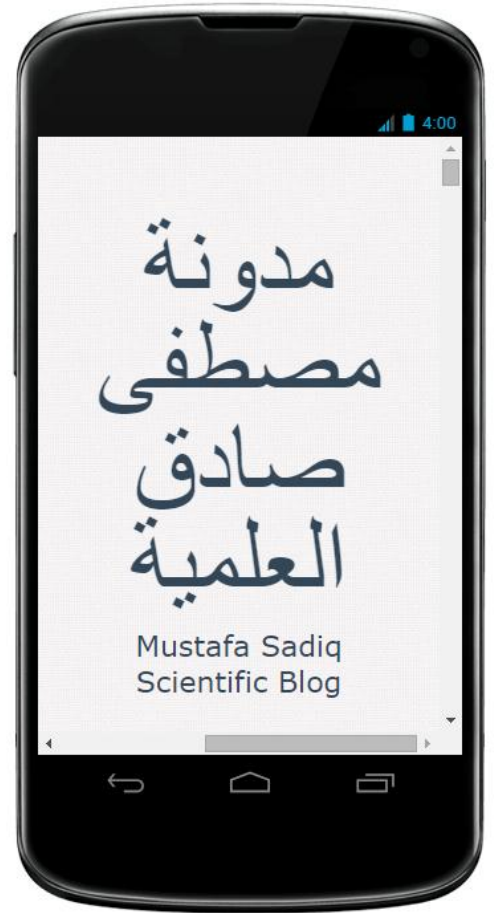 4:00
مدونة
مصطفى
صادق
العلمية
Mustafa Sadiq
Scientific Blog